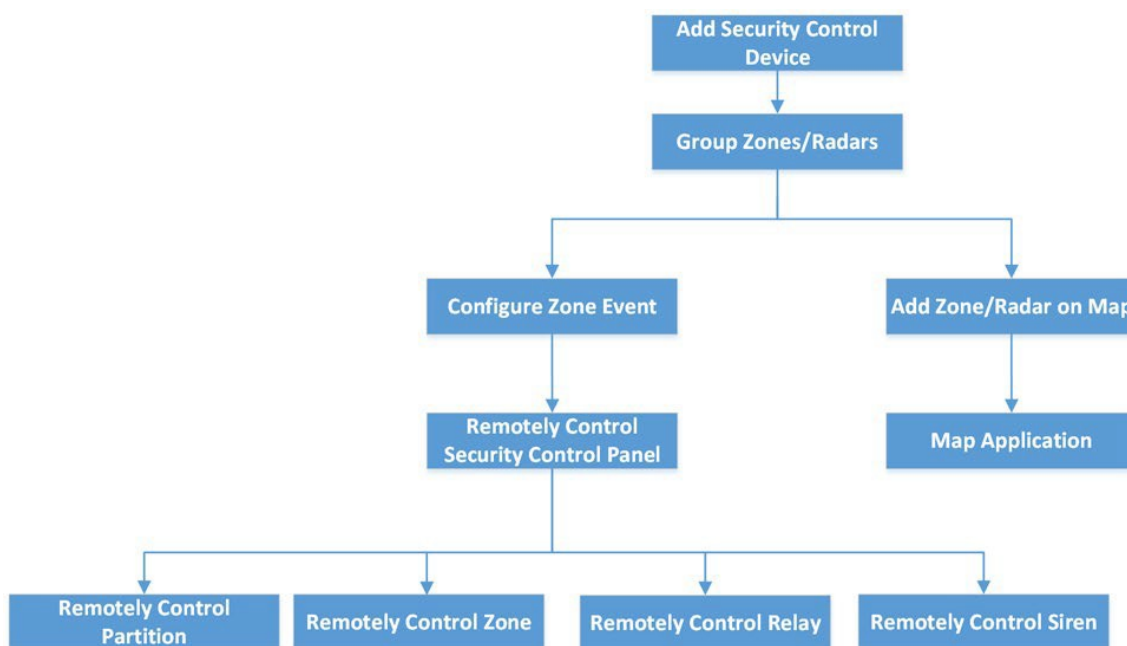 Add Security Control
Device
Group Zones/Radars
Configure Zone Event
Add Zone/Radar on Map
Remotely Control
Security Control Panel
Map Application
Remotely Control
Partition
Remotely Control Zone
Remotely Control Relay
Remotely Control Siren